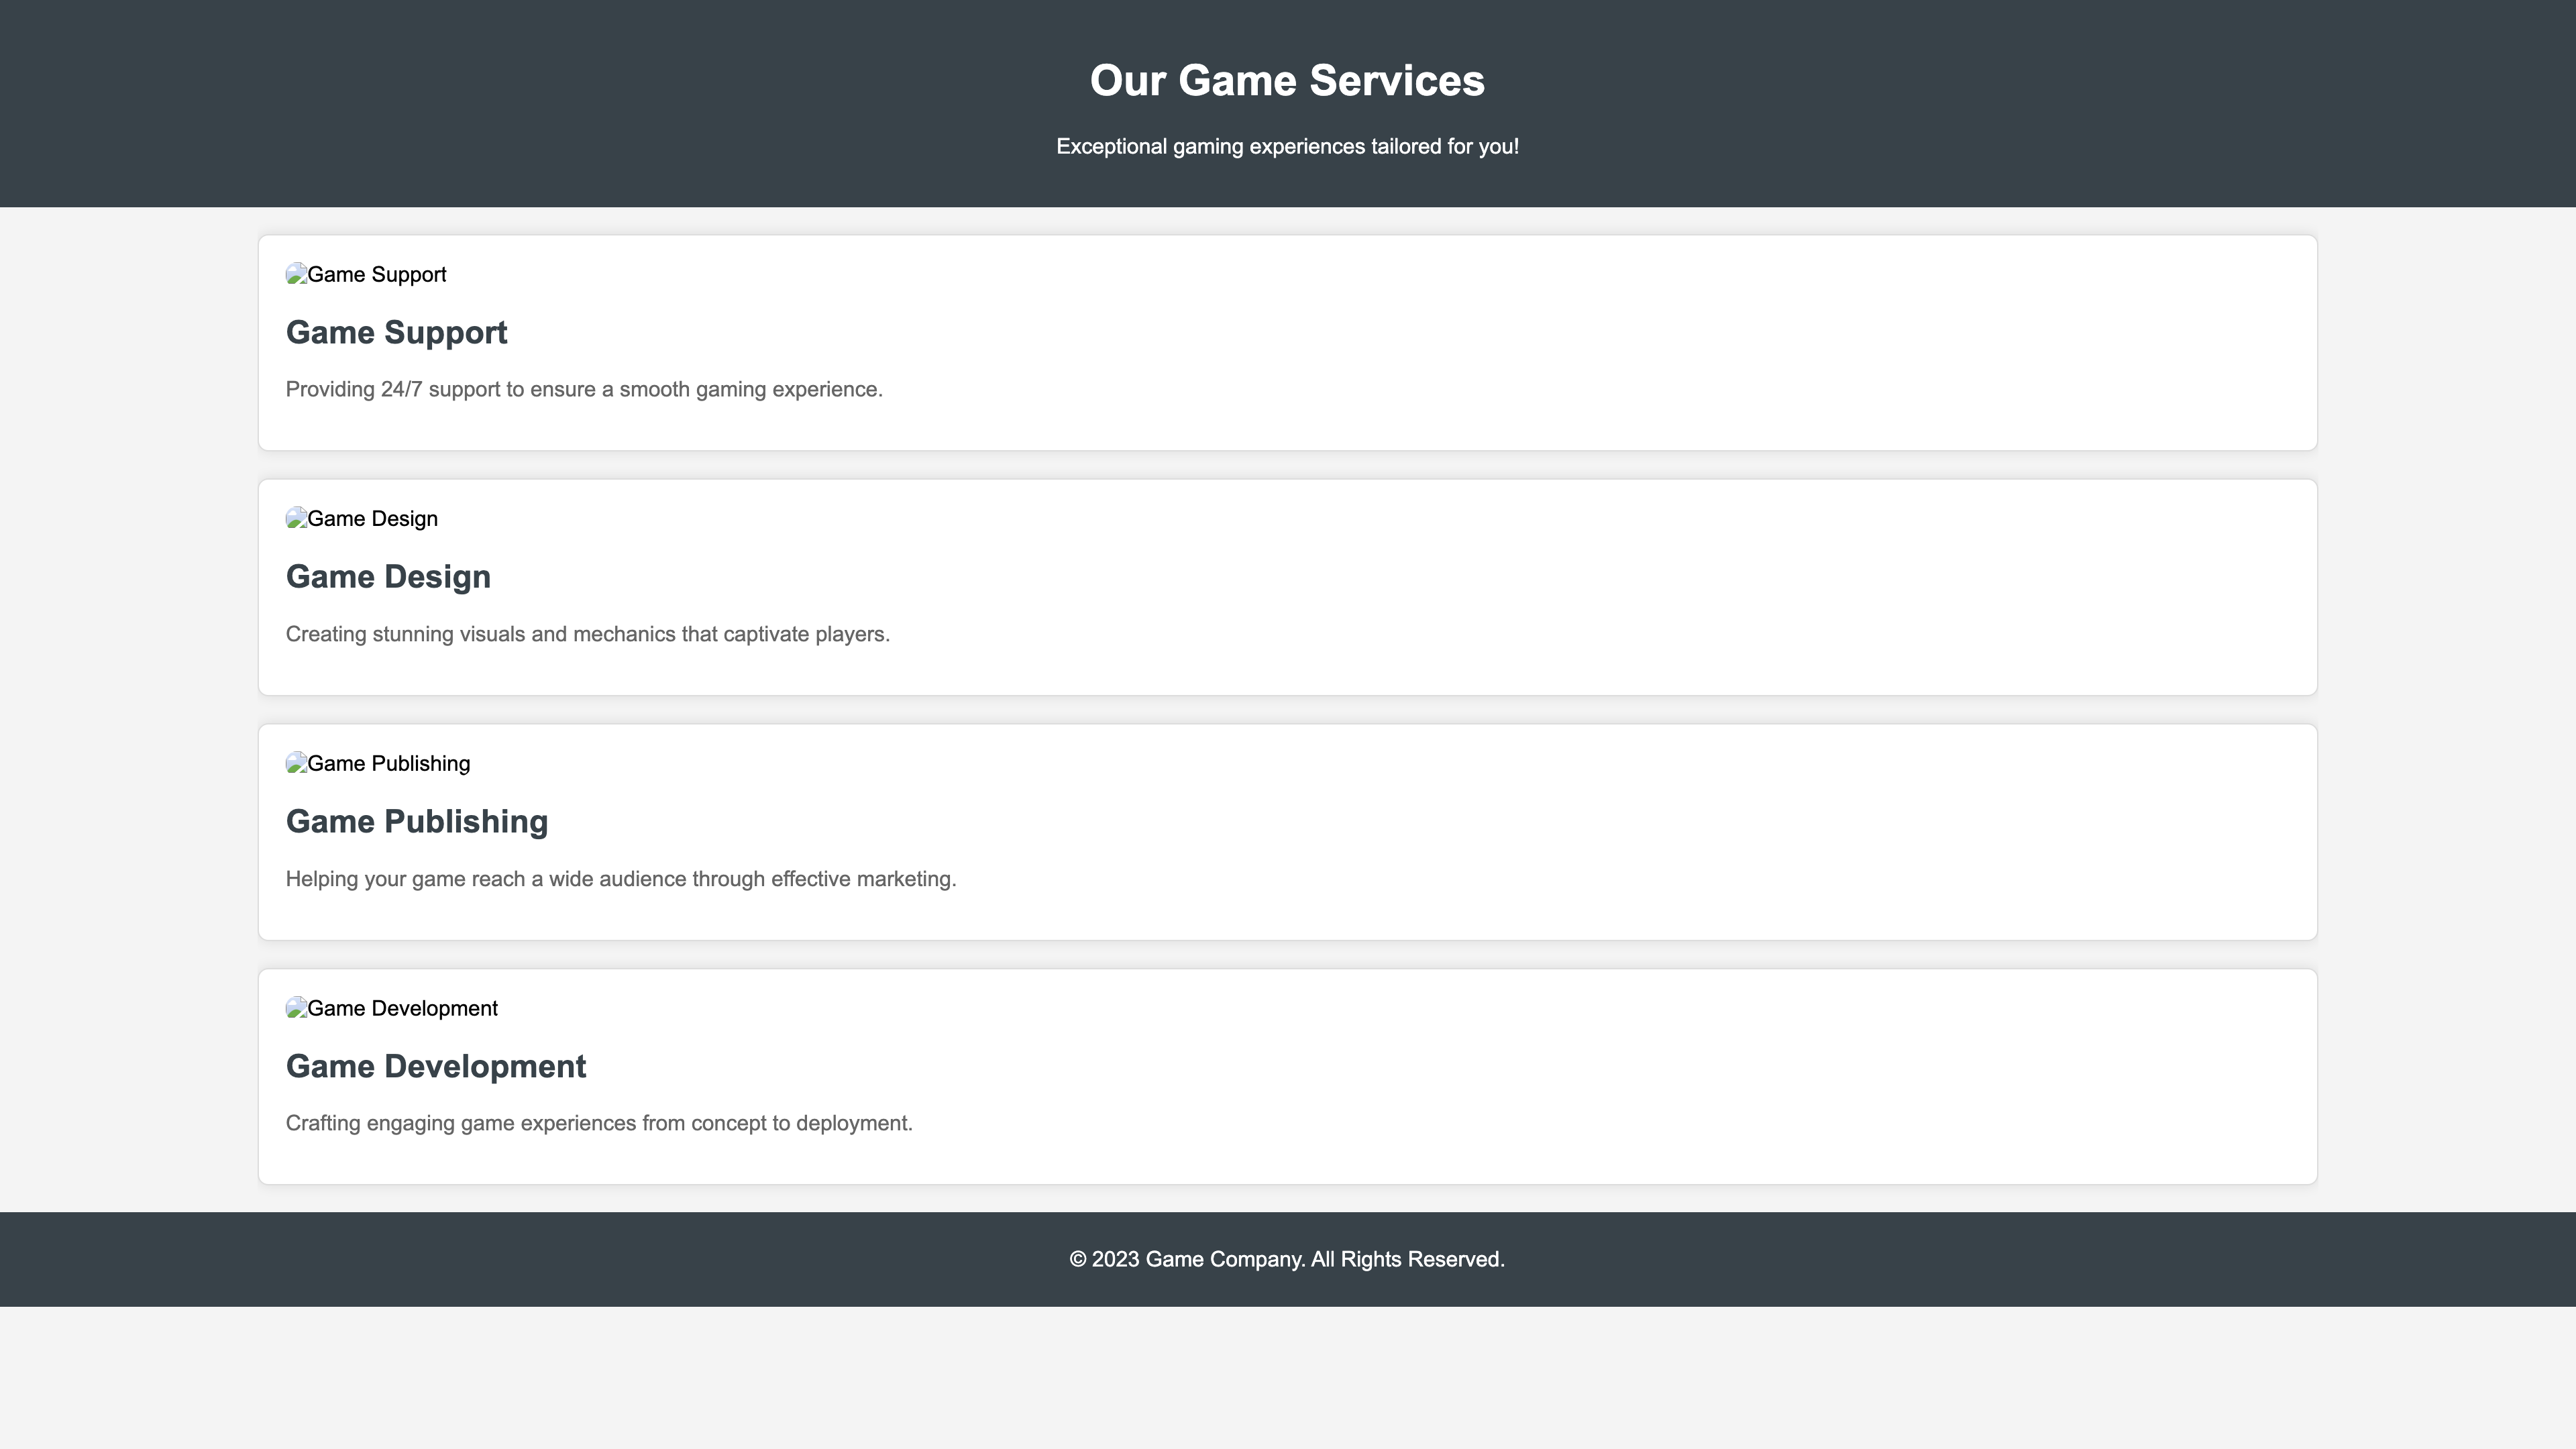 Our Game Services
Exceptional gaming experiences tailored for you!
Game Support
Game Support
Providing 24/7 support to ensure a smooth gaming experience.
Game Design
Game Design
Creating stunning visuals and mechanics that captivate players.
Game Publishing
Game Publishing
Helping your game reach a wide audience through effective marketing.
Game Development
Game Development
Crafting engaging game experiences from concept to deployment.
© 2023 Game Company. All Rights Reserved.